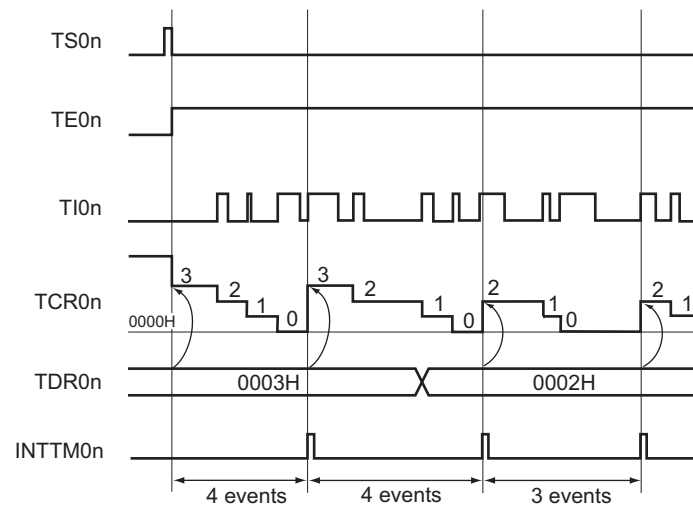 TS0n
TE0n
TI0n
3 2 1 0 3 2 1 0 2 1 0 2 1
TCR0n
0000H
TDR0n 0003H 0002H
INTTM0n
4 events 4 events 3 events